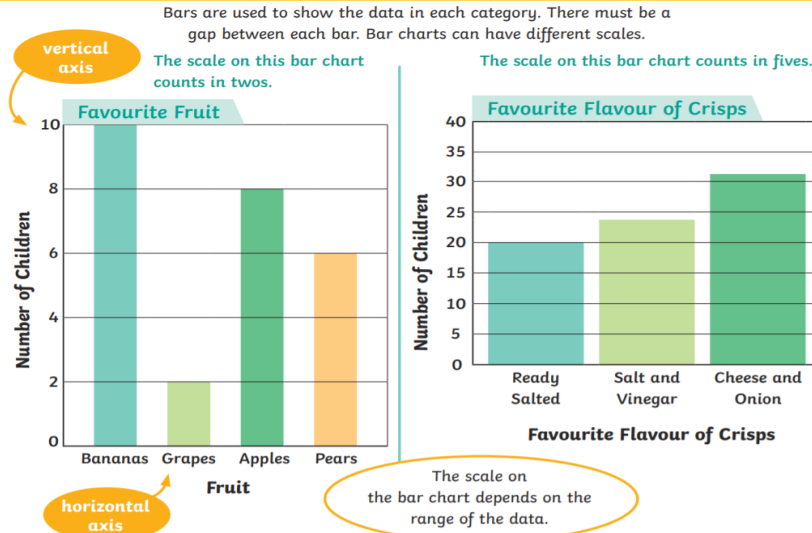 Bars are used to show the data in each category. There must be a
gap between each bar. Bar charts can have different scales.
vertical
axis
The scale on this bar chart
counts in twos.
Favourite Fruit
10
8
6
4
2
0
Number of Children
Bananas Grapes Apples Pears
Fruit
horizontal
axis
The scale on this bar chart counts in fives.
Favourite Flavour of Crisps
40
35
30
25
20
15
10
5
0
Number of Children
Ready
Salted
Salt and
Vinegar
Cheese and
Onion
Favourite Flavour of Crisps
The scale on
the bar chart depends on the
range of the data.